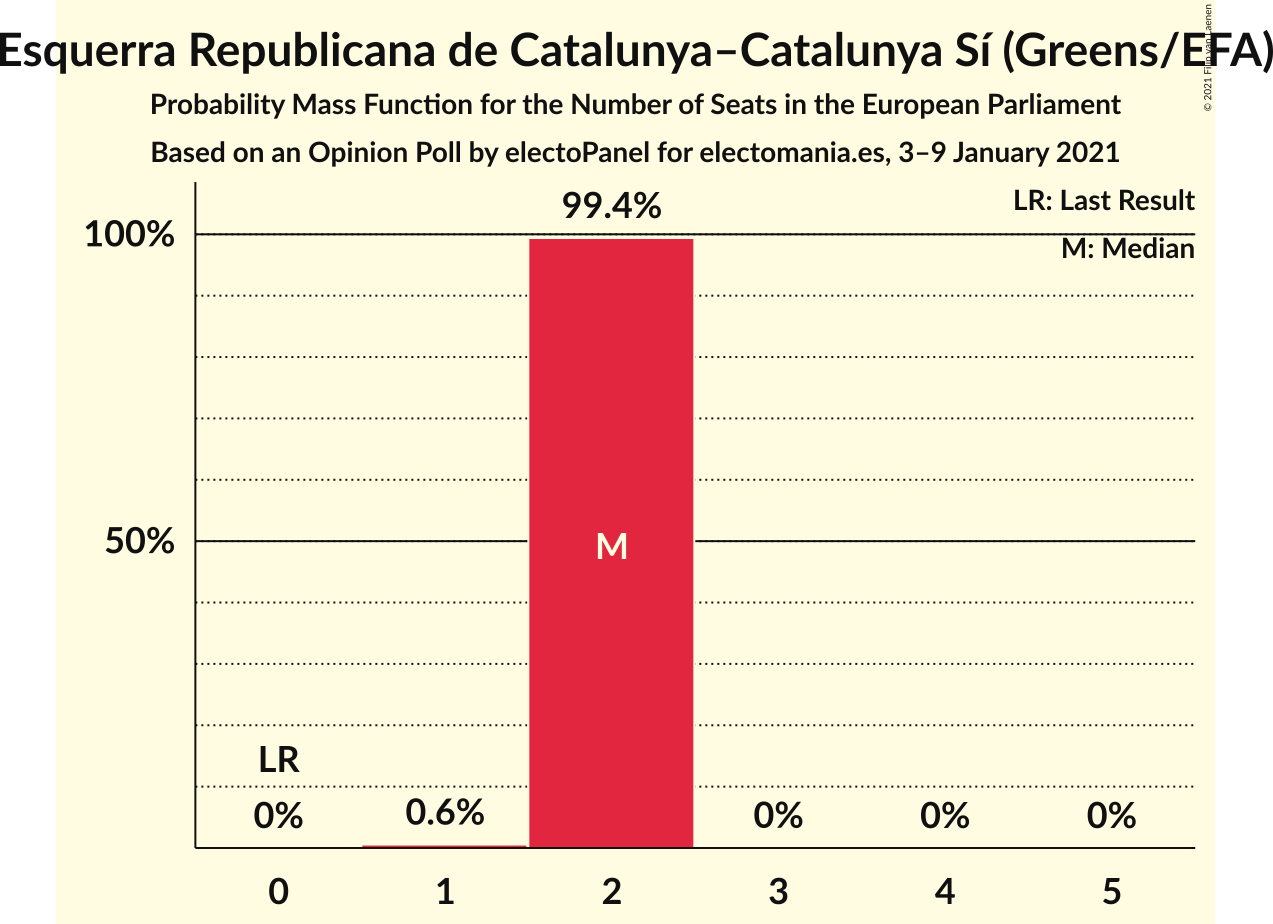 Esquerra Republicana de Catalunya–Catalunya Sí (Greens/EFA)
Probability Mass Function for the Number of Seats in the European Parliament
Based on an Opinion Poll by electoPanel for electomania.es, 3–9 January 2021
© 2021 Filip van Laenen
LR: Last Result
M: Median
100%
50%
99.4%
M
LR
0%
0.6%
0%
0%
0%
0 1 2 3 4 5